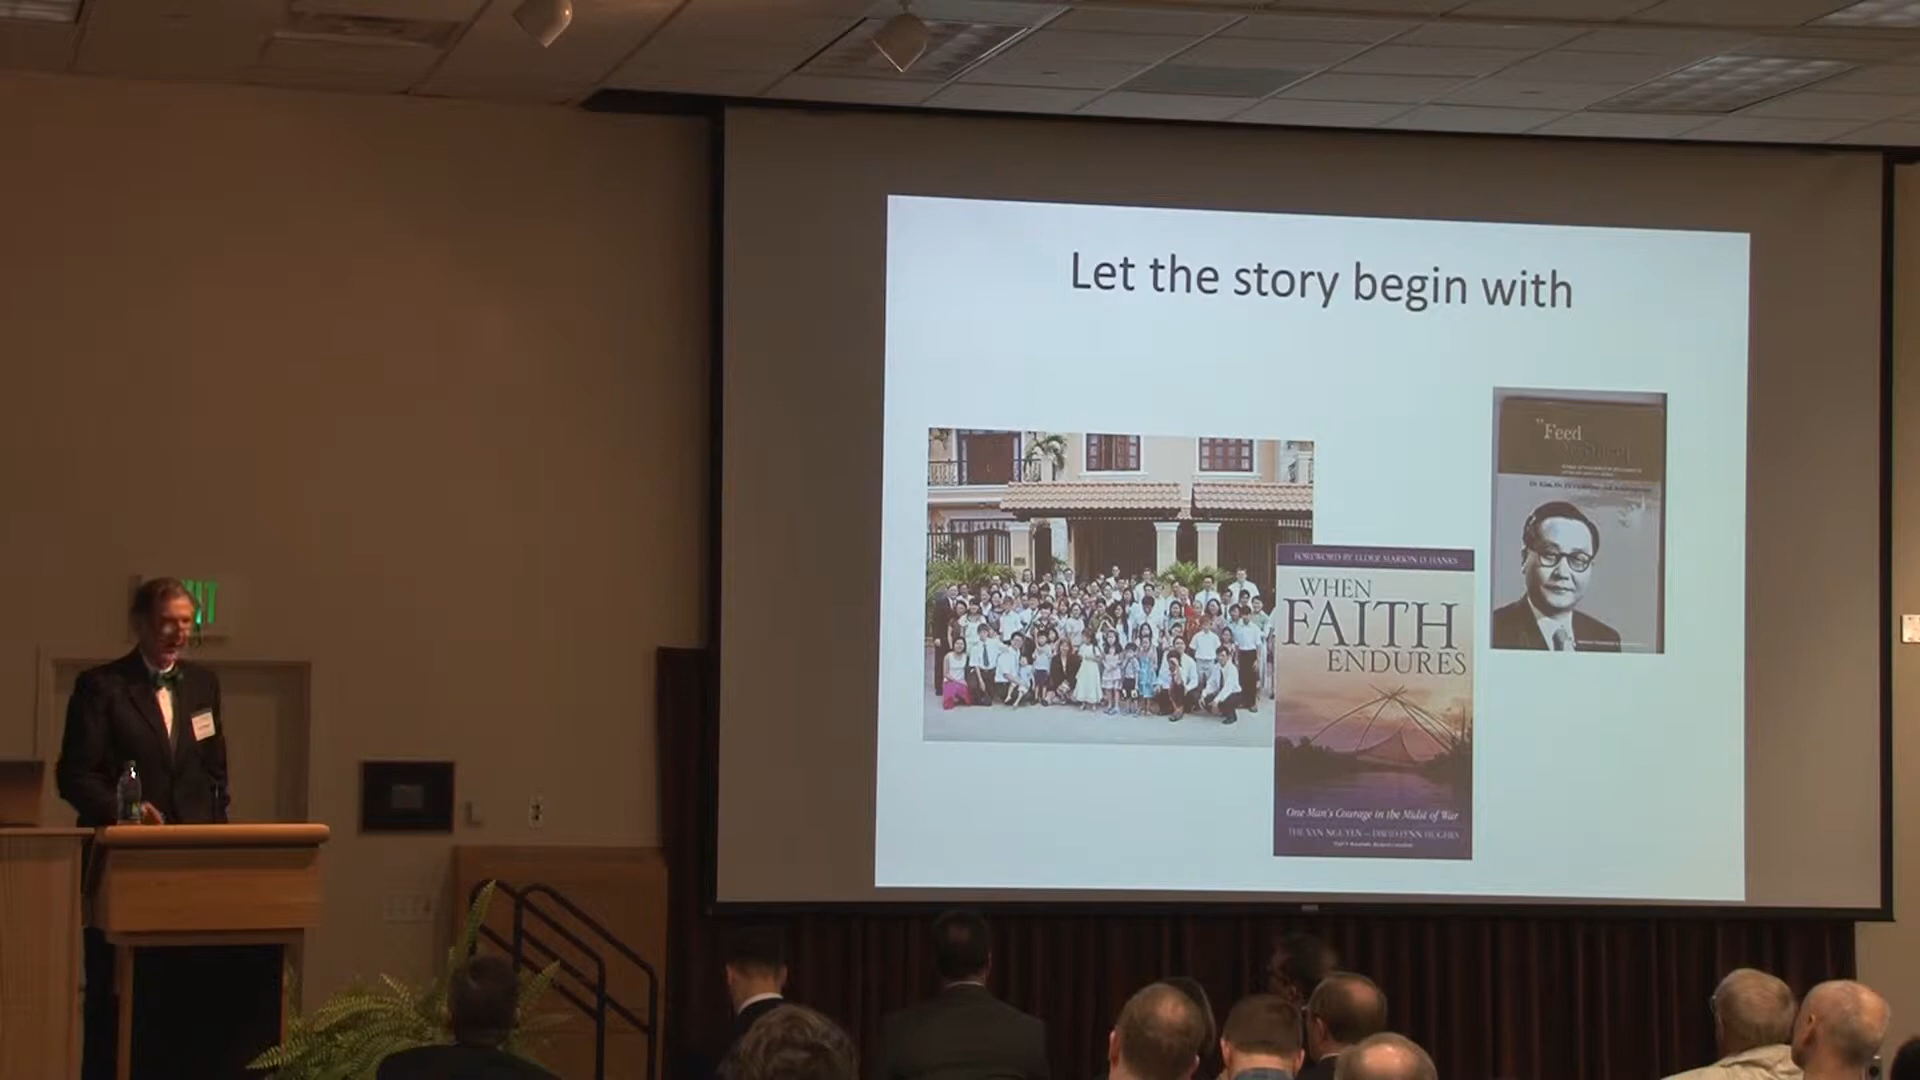 Let the story begin with
"Feed
FOREWORD BY ELDER MARION D. HANKS
WHEN
FAITH
ENDURES
One Man's Courage in the Midst of War
THE VAN NGUYEN DAVID LYNN HUGHES